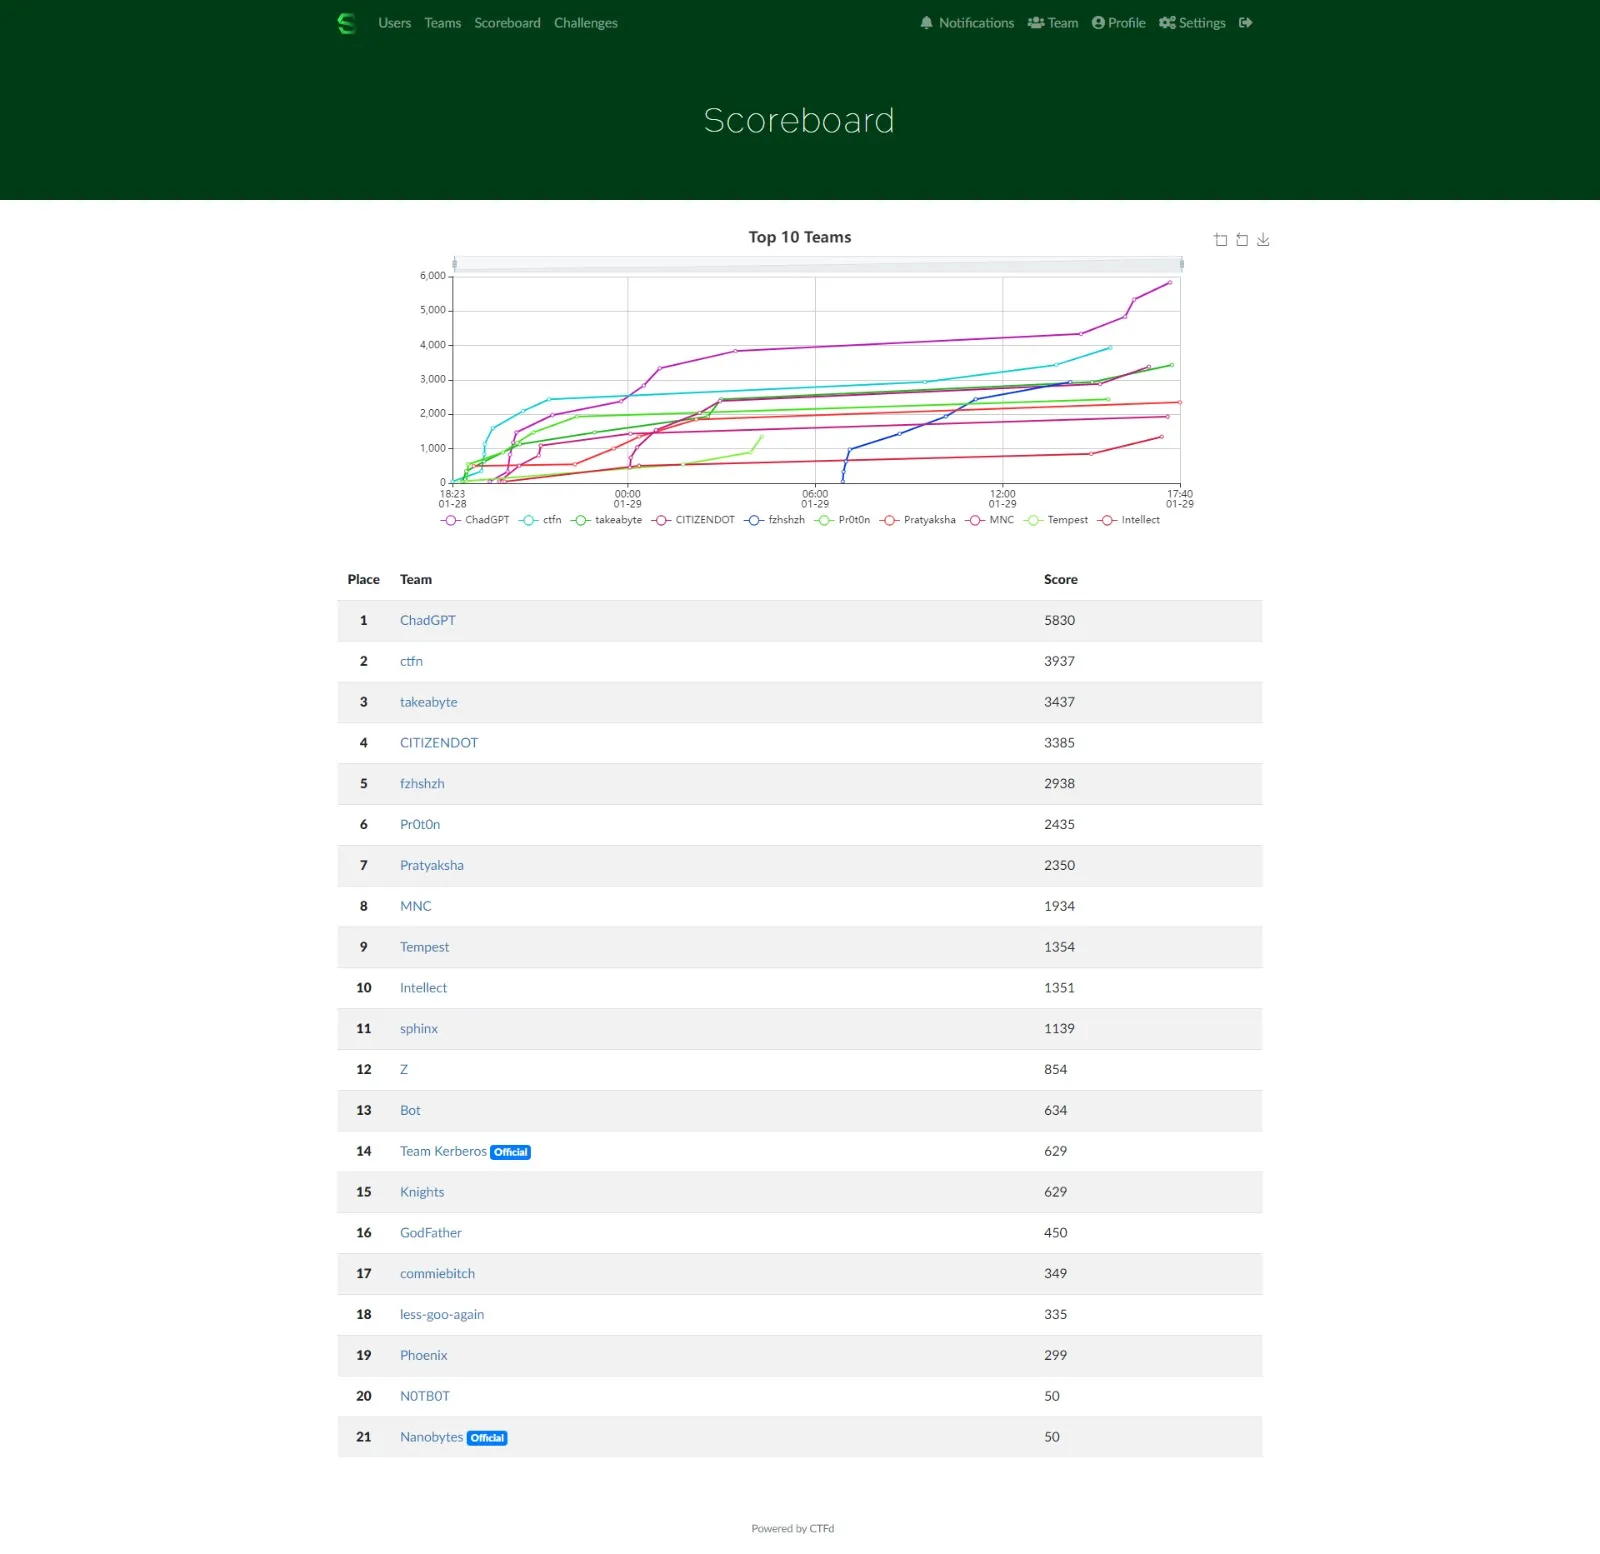 Users Teams Scoreboard Challenges Notifications Team Profile Settings
Scoreboard
Top 10 Teams
6,000
5,000
4,000
3,000
2,000
1,000
0
18:23 00:00 06:00 12:00 17:40
01-28 01-29 01-29 01-29 01-29
ChadGPT ctfn takeabyte CITIZENDOT fzhshzh Pr0t0n Pratyaksha MNC Tempest Intellect
Place Team Score
1 ChadGPT 5830
2 ctfn 3937
3 takeabyte 3437
4 CITIZENDOT 3385
5 fzhshzh 2938
6 Pr0t0n 2435
7 Pratyaksha 2350
8 MNC 1934
9 Tempest 1354
10 Intellect 1351
11 sphinx 1139
12 Z 854
13 Bot 634
14 Team Kerberos Official 629
15 Knights 629
16 GodFather 450
17 commiebitch 349
18 less-goo-again 335
19 Phoenix 299
20 N0TB0T 50
21 Nanobytes Official 50
Powered by CTFd